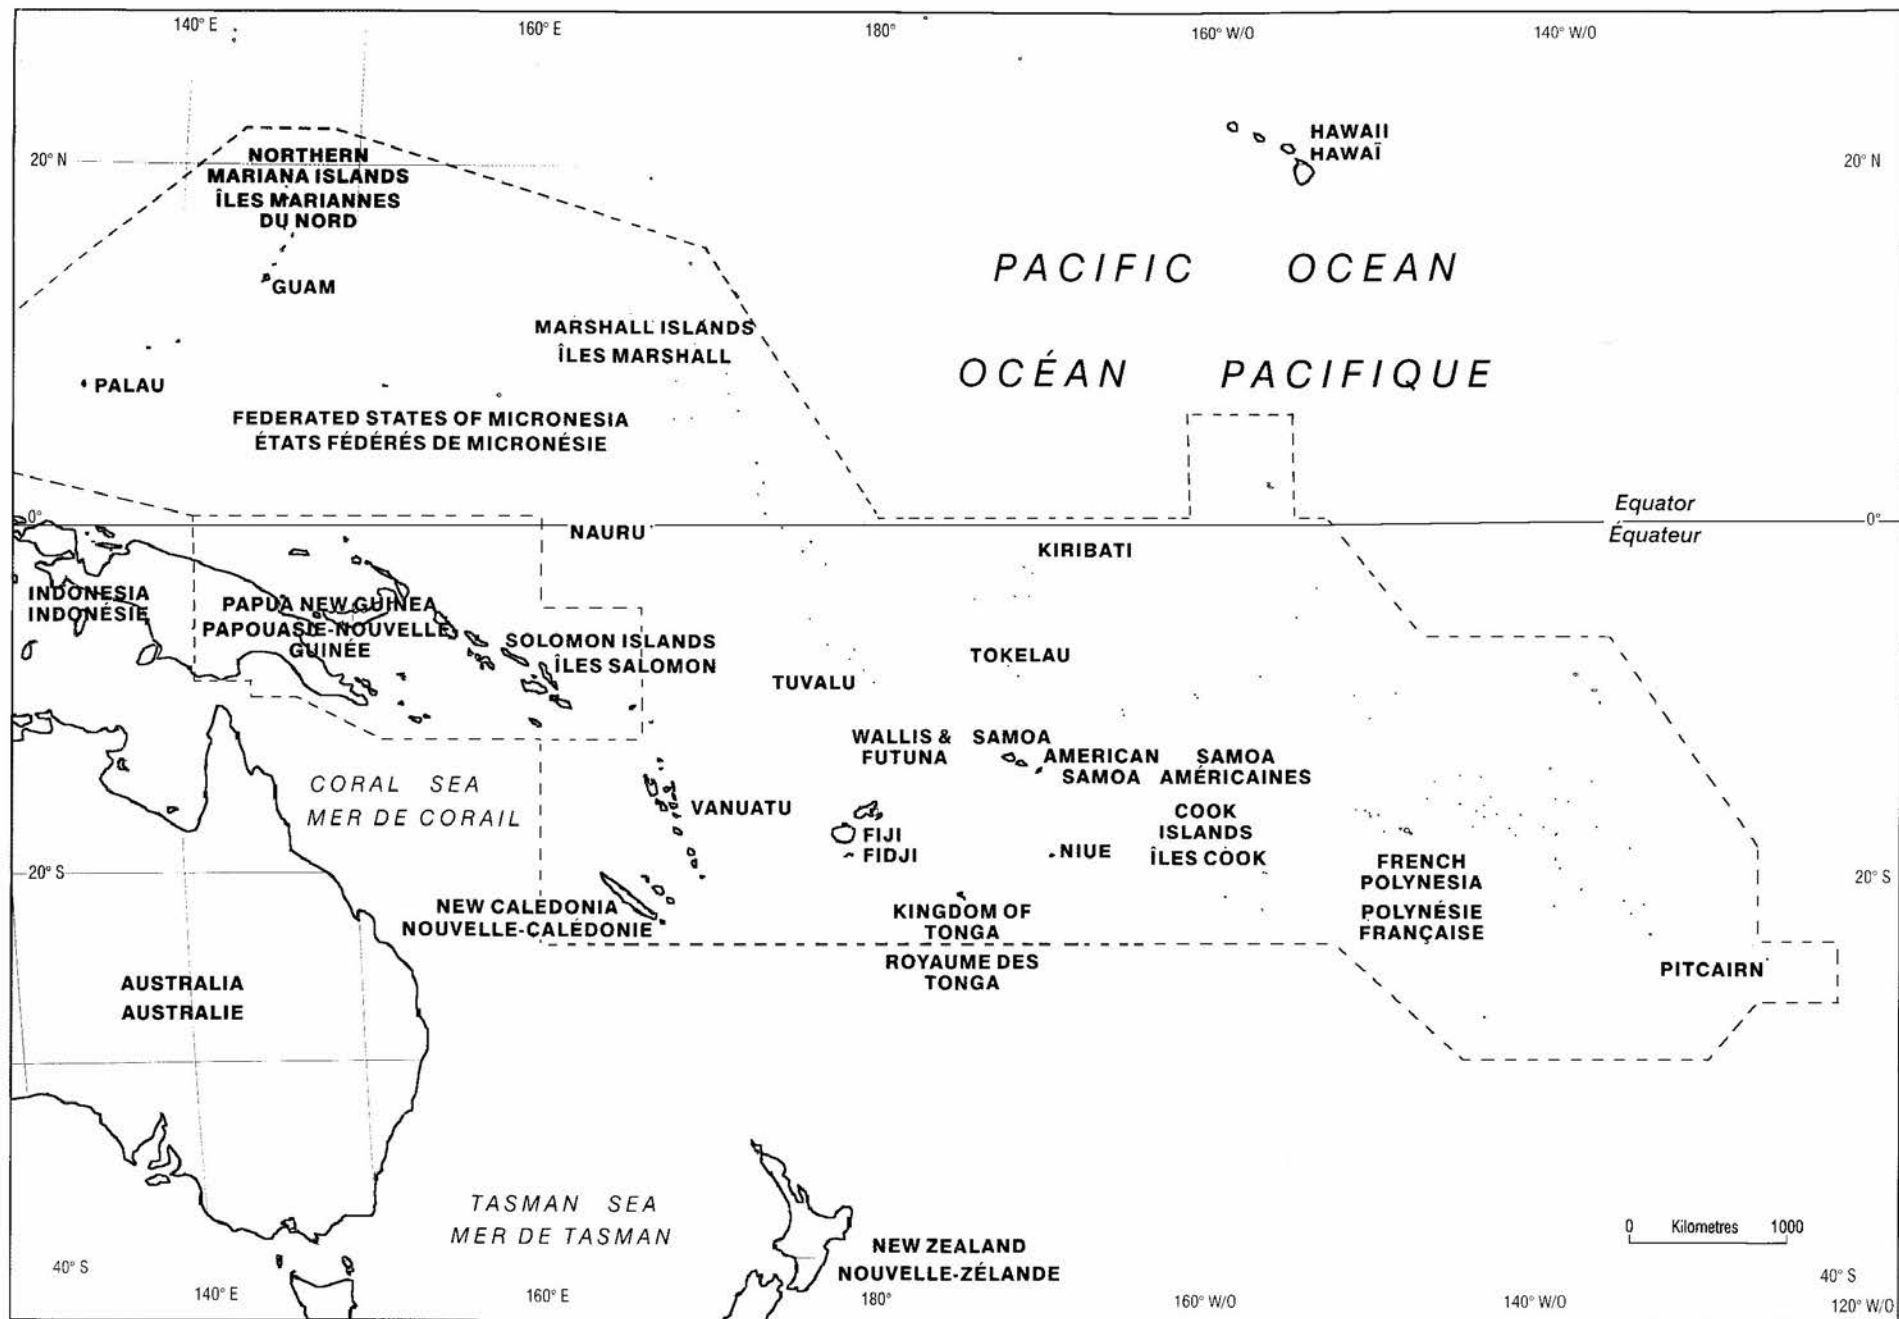 140° E
160° E
180°
160° W/O
140° W/O
20° N
20° N
NORTHERN
MARIANA ISLANDS
ÎLES MARIANNES
DU NORD
GUAM
HAWAII
HAWAÏ
PACIFIC OCEAN
OCÉAN PACIFIQUE
MARSHALL ISLANDS
ÎLES MARSHALL
PALAU
FEDERATED STATES OF MICRONESIA
ÉTATS FÉDÉRÉS DE MICRONÉSIE
0°
Equator
0°
Équateur
NAURU
KIRIBATI
INDONESIA
INDONÉSIE
PAPUA NEW GUINEA
PAPOUASIE-NOUVELLE
GUINÉE
SOLOMON ISLANDS
ÎLES SALOMON
TOKELAU
TUVALU
WALLIS &
FUTUNA
SAMOA
AMERICAN
SAMOA
SAMOA
AMÉRICAINES
CORAL SEA
MER DE CORAIL
VANUATU
FIJI
FIDJI
NIUE
COOK
ISLANDS
ÎLES COOK
FRENCH
POLYNESIA
POLYNÉSIE
FRANÇAISE
20° S
20° S
NEW CALEDONIA
NOUVELLE-CALÉDONIE
KINGDOM OF
TONGA
ROYAUME DES
TONGA
PITCAIRN
AUSTRALIA
AUSTRALIE
TASMAN SEA
MER DE TASMAN
NEW ZEALAND
NOUVELLE-ZÉLANDE
0 Kilometres 1000
40° S
40° S
140° E
160° E
180°
160° W/O
140° W/O
120° W/O